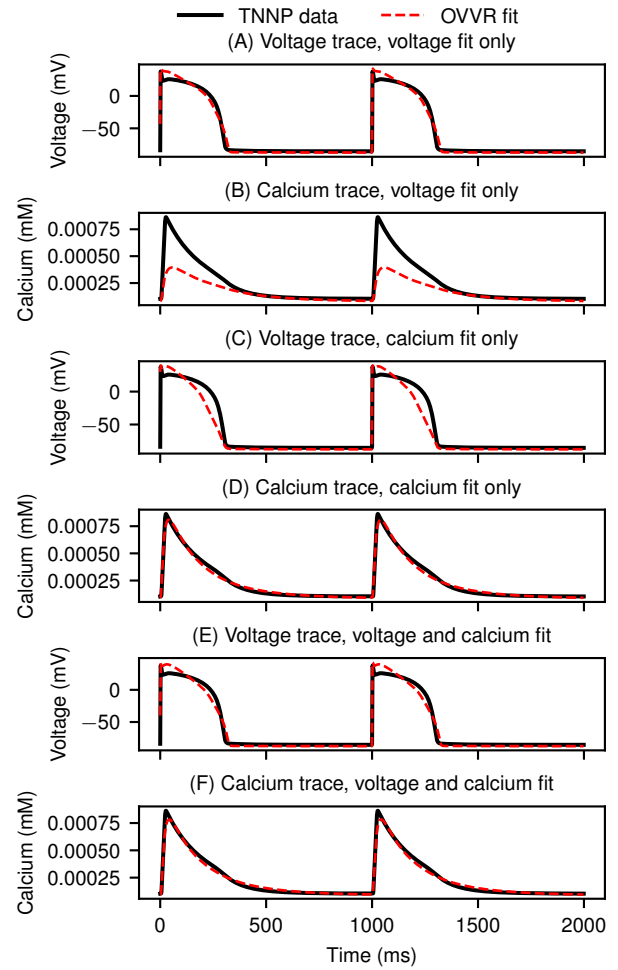 TNNP data OVVR fit
(A) Voltage trace, voltage fit only
Voltage (mV)
0
−50
(B) Calcium trace, voltage fit only
Calcium (mM)
0.00075
0.00050
0.00025
(C) Voltage trace, calcium fit only
Voltage (mV)
0
−50
(D) Calcium trace, calcium fit only
Calcium (mM)
0.00075
0.00050
0.00025
(E) Voltage trace, voltage and calcium fit
Voltage (mV)
0
−50
(F) Calcium trace, voltage and calcium fit
Calcium (mM)
0.00075
0.00050
0.00025
0 500 1000 1500 2000
Time (ms)